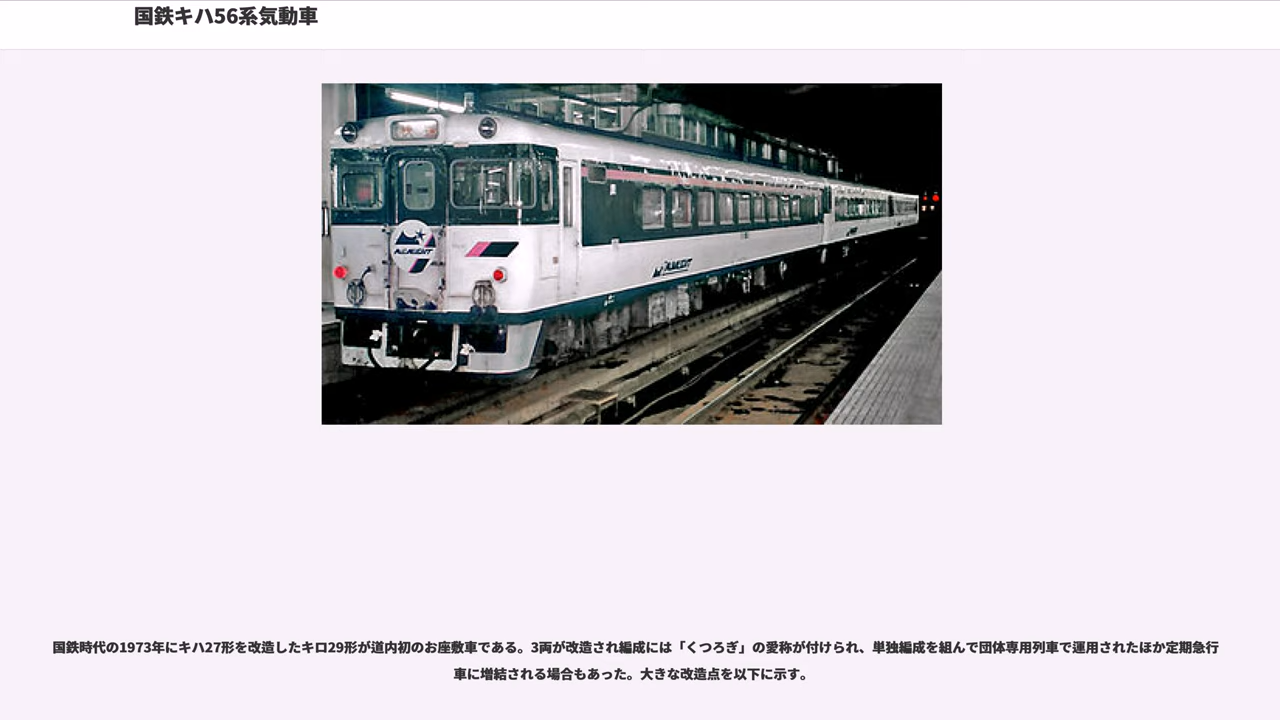 国鉄キハ56系気動車
国鉄時代の1973年にキハ27形を改造したキロ29形が道内初のお座敷車である。3両が改造され編成には「くつろぎ」の愛称が付けられ、単独編成を組んで団体専用列車で運用されたほか定期急行
車に増結される場合もあった。大きな改造点を以下に示す。